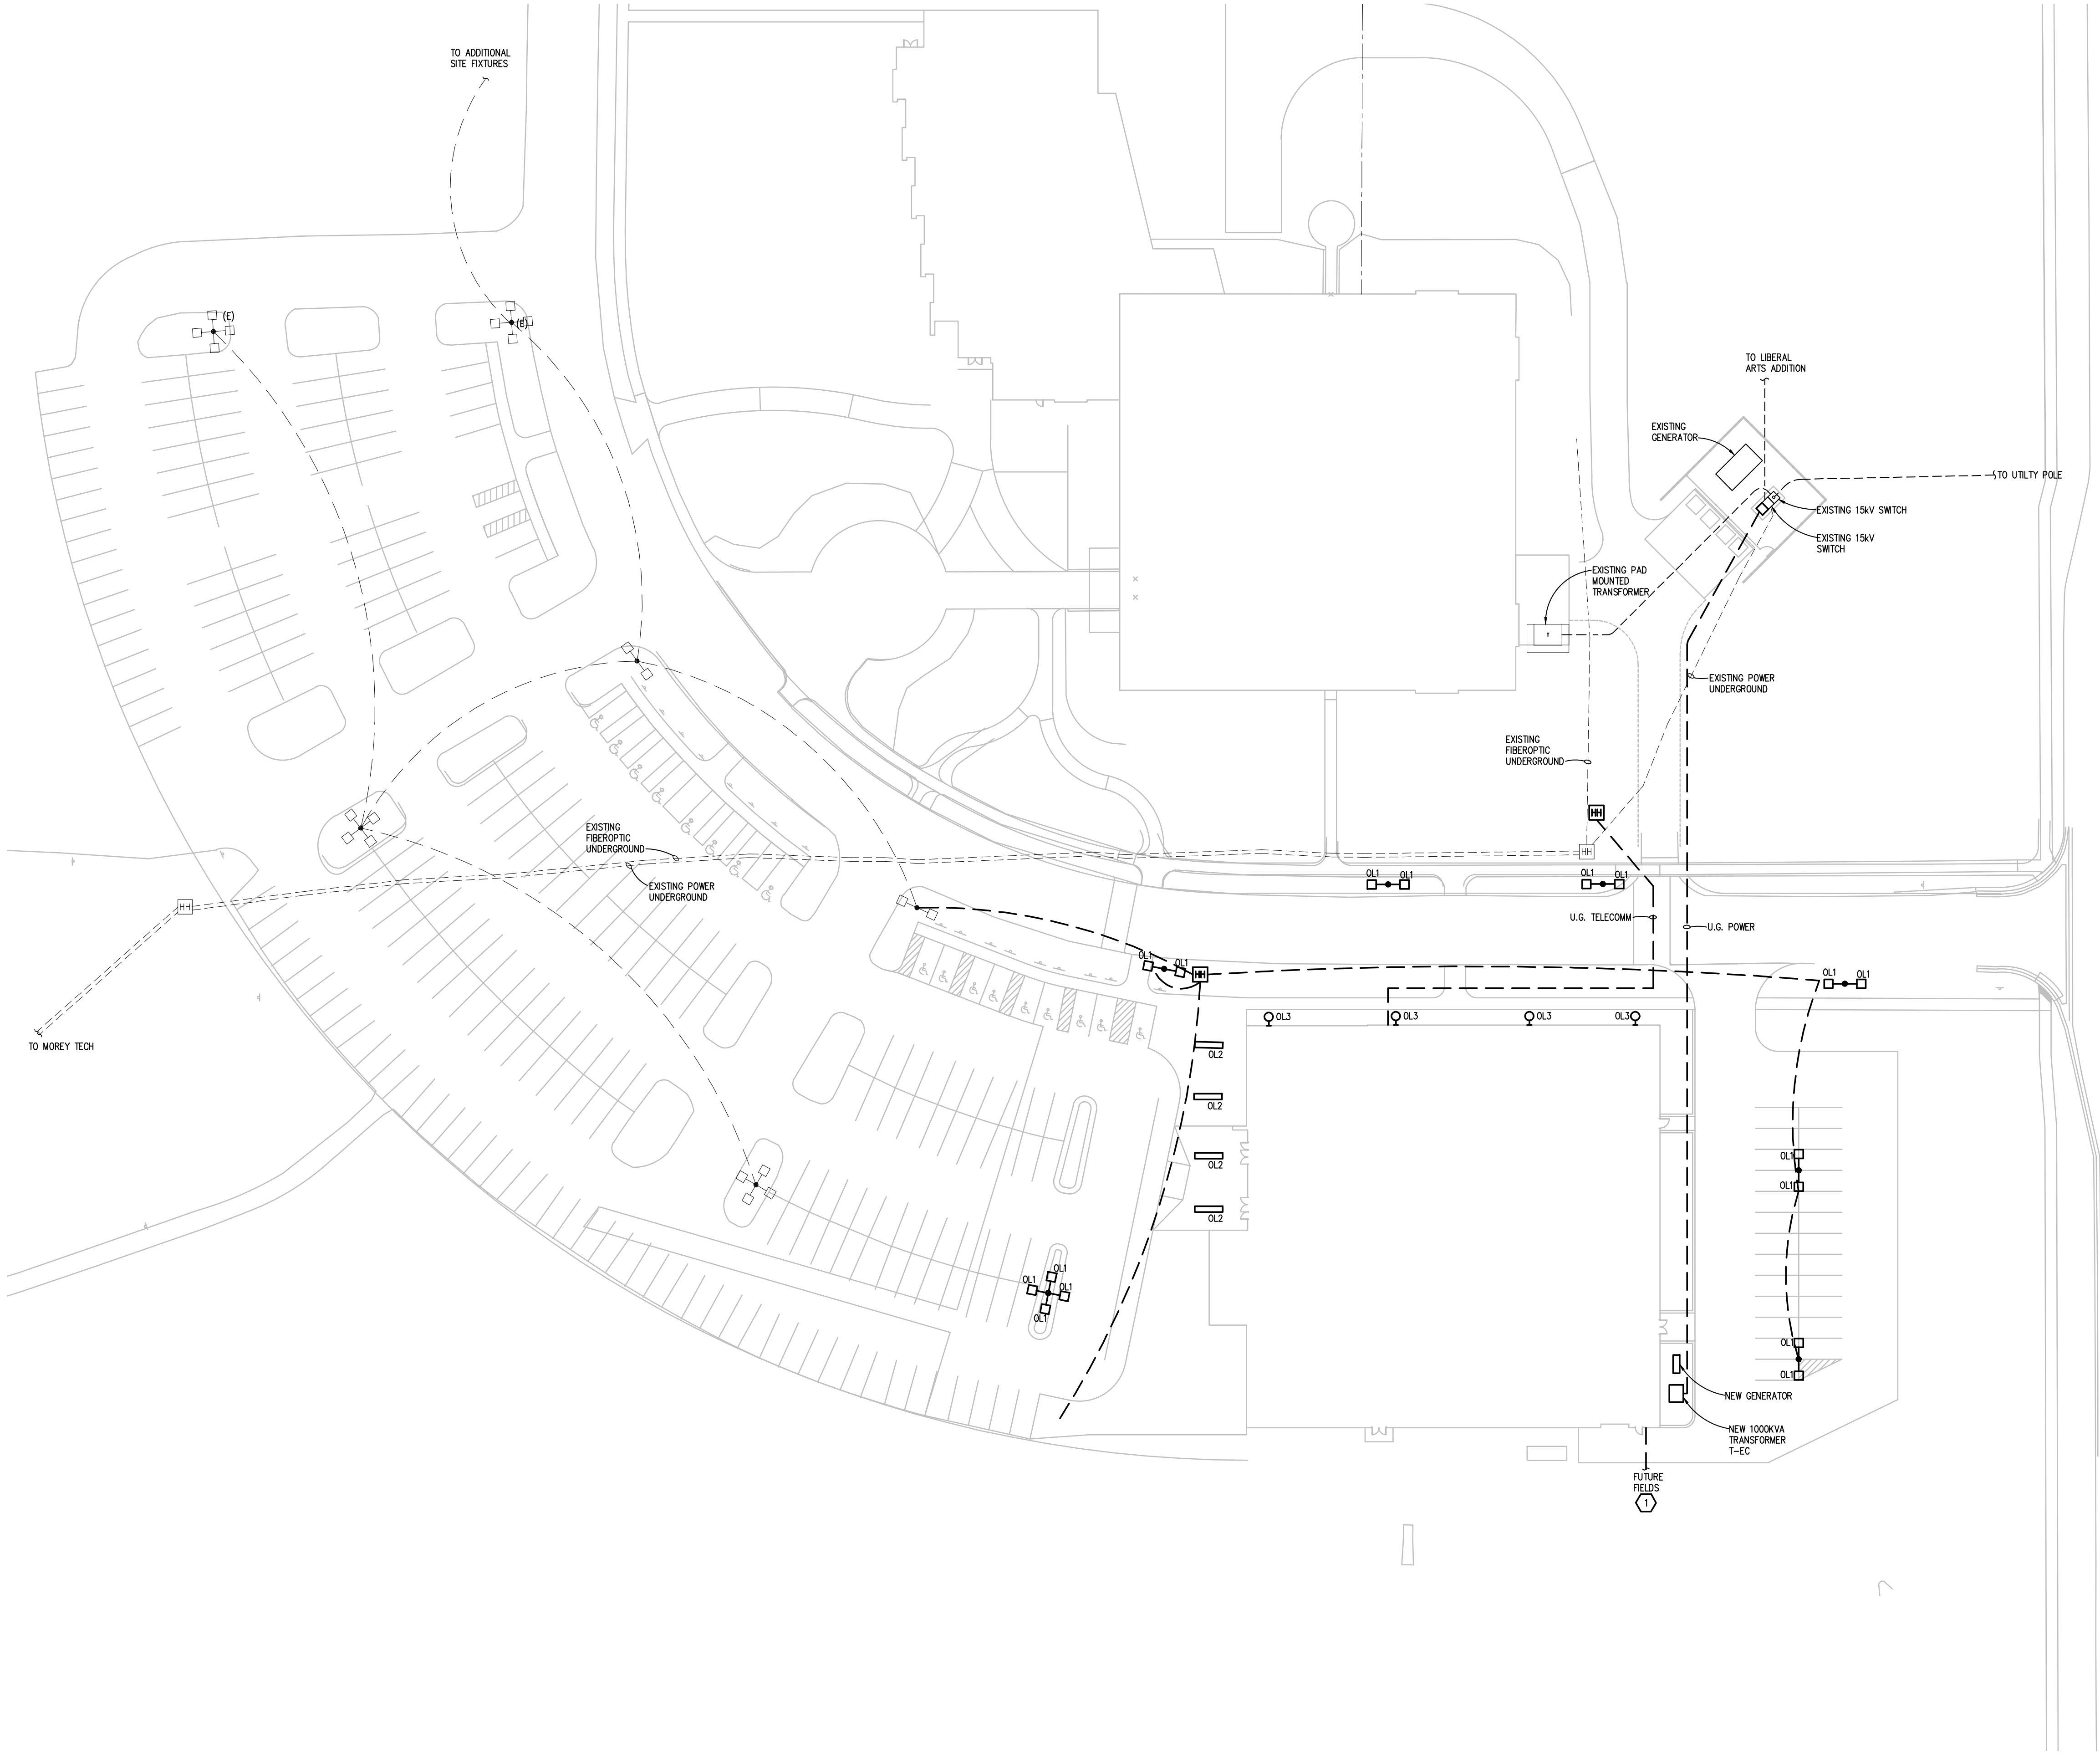 TO ADDITIONAL
SITE FIXTURES
(E)
(E)
TO LIBERAL
ARTS ADDITION
EXISTING
GENERATOR
TO UTILTY POLE
EXISTING 15kV SWITCH
EXISTING 15kV
SWITCH
EXISTING PAD
MOUNTED
TRANSFORMER
T
EXISTING POWER
UNDERGROUND
EXISTING
FIBEROPTIC
UNDERGROUND
HH
HH
EXISTING
FIBEROPTIC
UNDERGROUND
EXISTING POWER
UNDERGROUND
HH
TO MOREY TECH
OL1
OL1
OL1
OL1
U.G. TELECOMM
U.G. POWER
OL1
OL1
HH
OL1
OL1
OL3
OL3
OL3
OL3
OL2
OL2
OL2
OL2
OL1
OL1
OL1
OL1
OL1
OL1
OL1
OL1
NEW GENERATOR
NEW 1000KVA
TRANSFORMER
T-EC
FUTURE
FIELDS
1